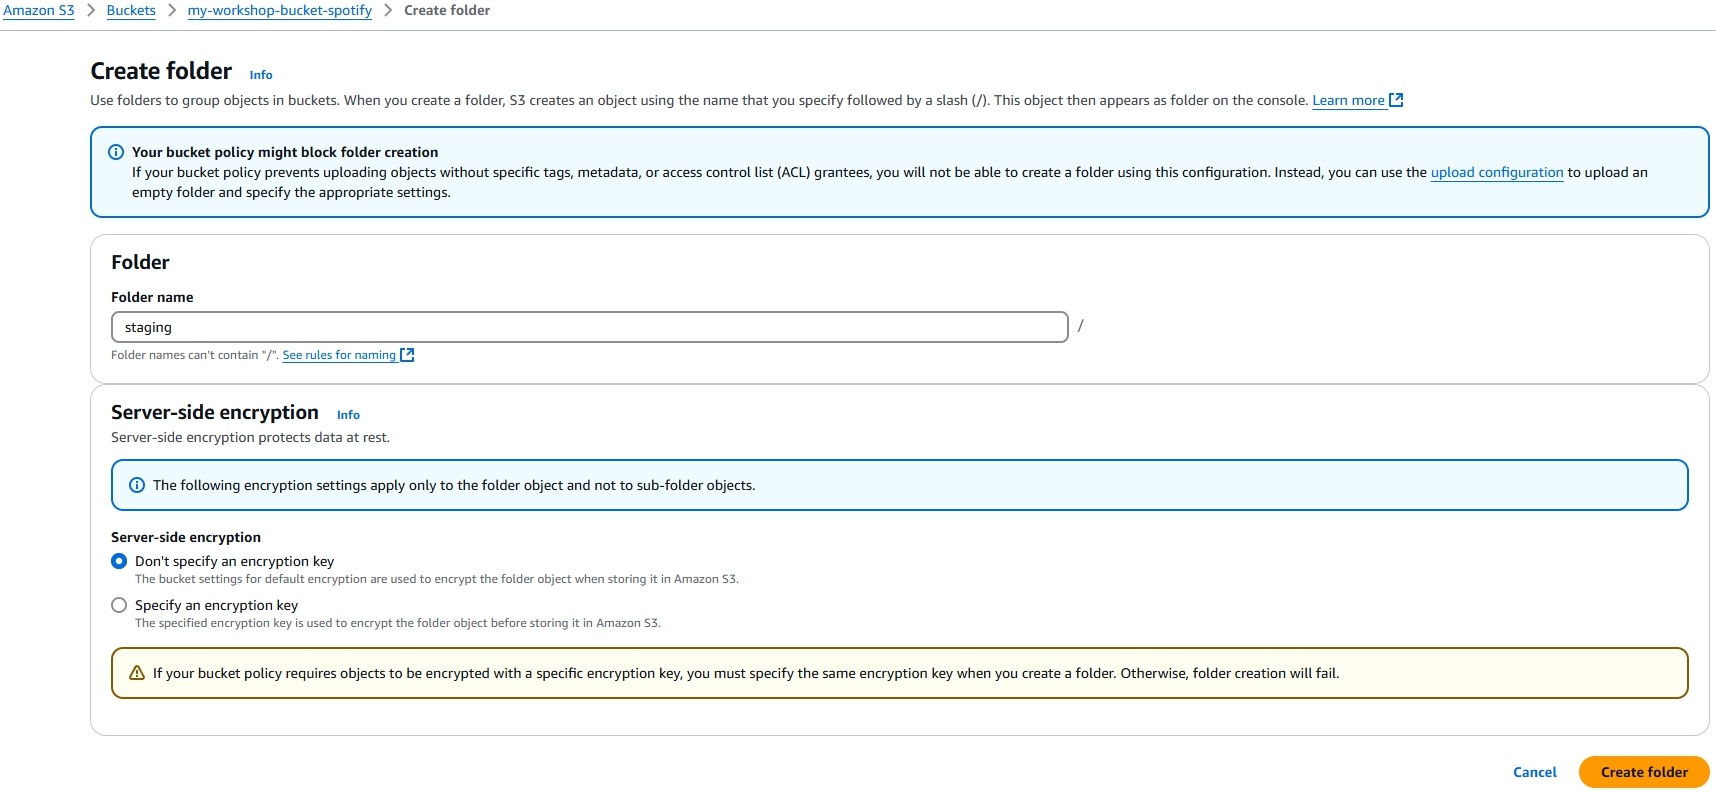 Amazon S3 > Buckets > my-workshop-bucket-spotify > Create folder
Create folder Info
Use folders to group objects in buckets. When you create a folder, S3 creates an object using the name that you specify followed by a slash (/). This object then appears as folder on the console. Learn more
Your bucket policy might block folder creation
If your bucket policy prevents uploading objects without specific tags, metadata, or access control list (ACL) grantees, you will not be able to create a folder using this configuration. Instead, you can use the upload configuration to upload an
empty folder and specify the appropriate settings.
Folder
Folder name
staging /
Folder names can't contain "/". See rules for naming
Server-side encryption Info
Server-side encryption protects data at rest.
The following encryption settings apply only to the folder object and not to sub-folder objects.
Server-side encryption
Don't specify an encryption key
The bucket settings for default encryption are used to encrypt the folder object when storing it in Amazon S3.
Specify an encryption key
The specified encryption key is used to encrypt the folder object before storing it in Amazon S3.
If your bucket policy requires objects to be encrypted with a specific encryption key, you must specify the same encryption key when you create a folder. Otherwise, folder creation will fail.
Cancel Create folder